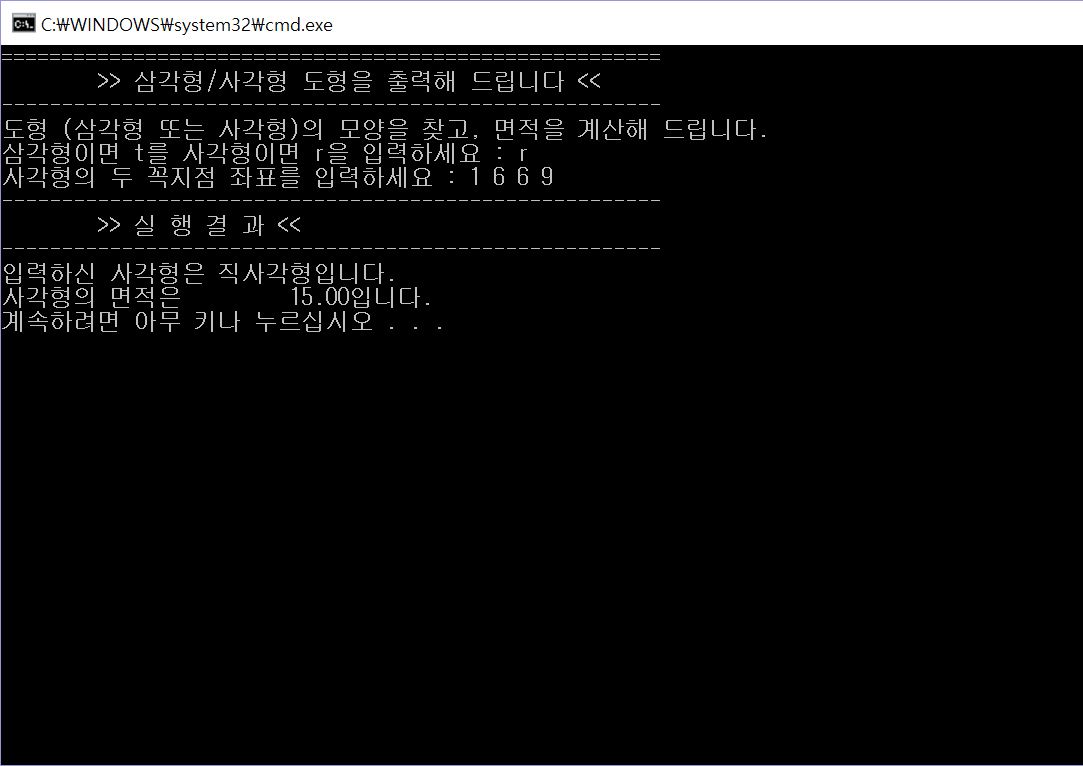 C:₩WINDOWS₩system32₩cmd.exe
=======================================================
>> 삼각형/사각형 도형을 출력해 드립니다 <<
-------------------------------------------------------
도형 (삼각형 또는 사각형)의 모양을 찾고, 면적을 계산해 드립니다.
삼각형이면 t를 사각형이면 r을 입력하세요 : r
사각형의 두 꼭지점 좌표를 입력하세요 : 1 6 6 9
-------------------------------------------------------
>> 실 행 결 과 <<
-------------------------------------------------------
입력하신 사각형은 직사각형입니다.
사각형의 면적은         15.00입니다.
계속하려면 아무 키나 누르십시오 . . .